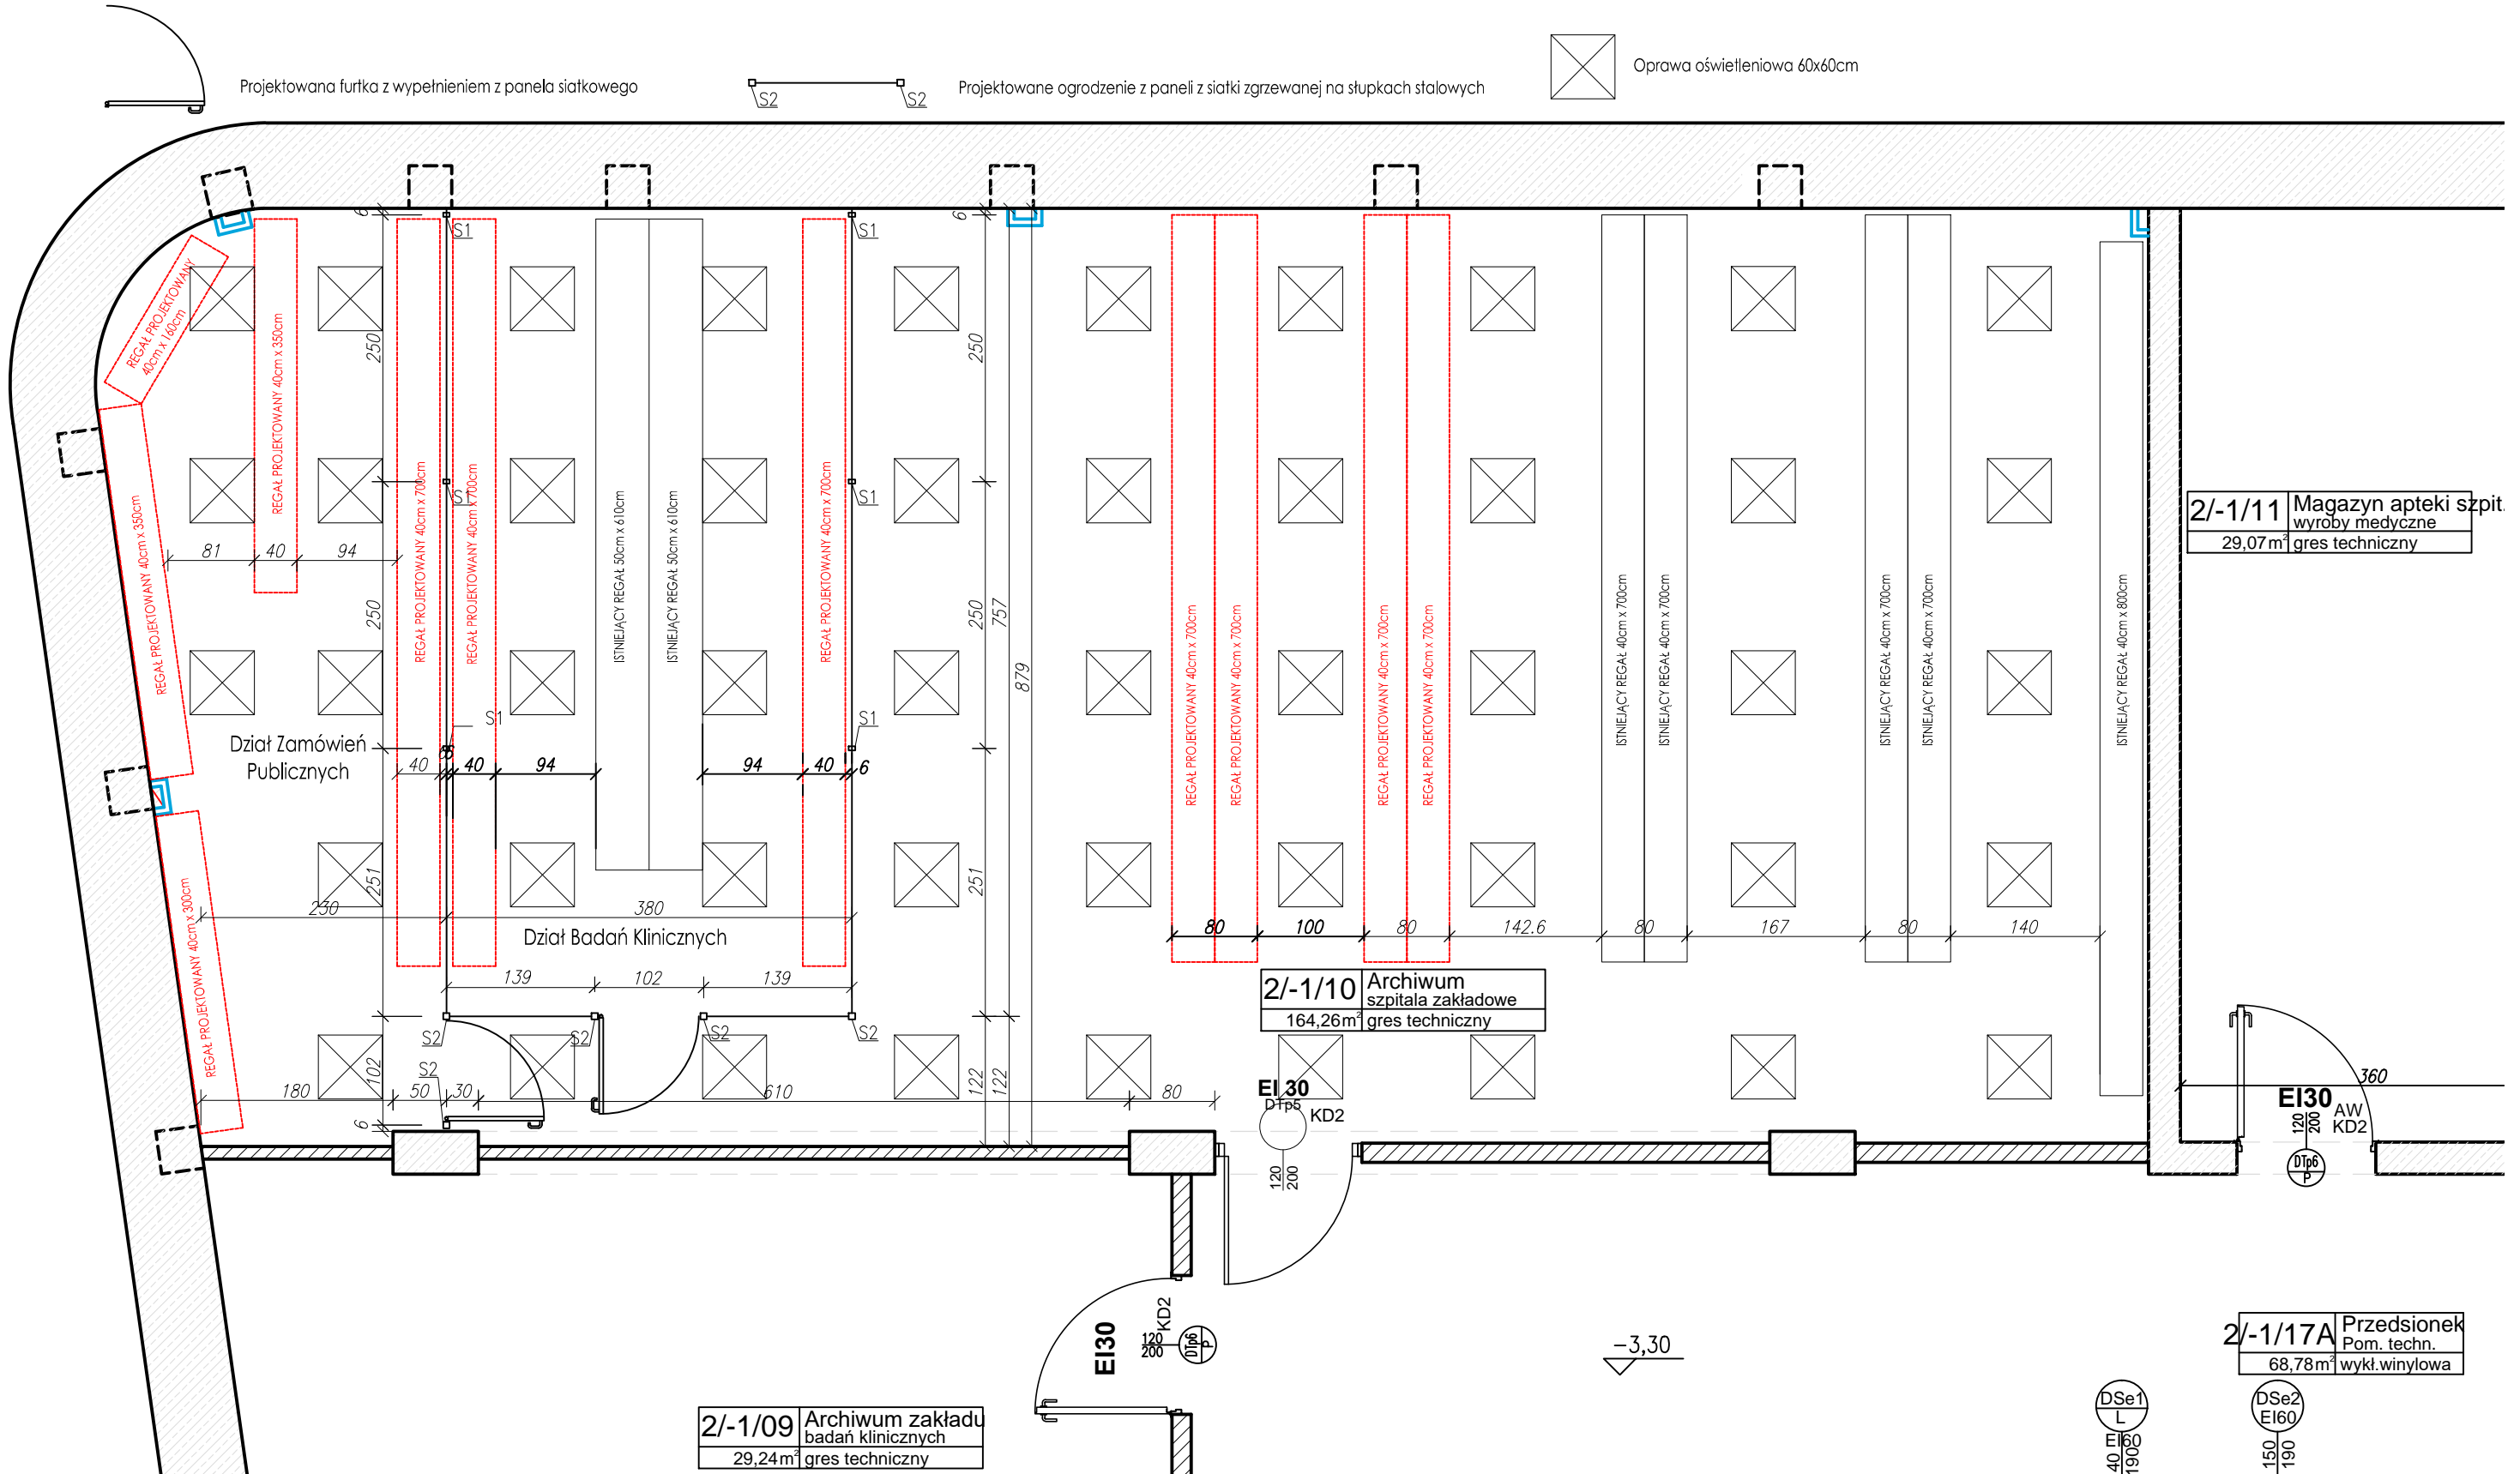 Projektowana furtka z wypełnieniem z panela siatkowego
S2
S2
Projektowane ogrodzenie z paneli z siatki zgrzewanej na słupkach stalowych
Oprawa oświetleniowa 60x60cm
6
S1
S1
6
REGAŁ PROJEKTOWANY
40cm x 160cm
REGAŁ PROJEKTOWANY 40cm x 350cm
250
250
REGAŁ PROJEKTOWANY 40cm x 700cm
S1
REGAŁ PROJEKTOWANY 40cm x 700cm
ISTNIEJĄCY REGAŁ 50cm x 610cm
ISTNIEJĄCY REGAŁ 50cm x 610cm
REGAŁ PROJEKTOWANY 40cm x 700cm
S1
2/-1/11
Magazyn apteki szpit.
wyroby medyczne
29,07m²
gres techniczny
REGAŁ PROJEKTOWANY 40cm x 350cm
81
40
94
250
250
757
879
REGAŁ PROJEKTOWANY 40cm x 700cm
REGAŁ PROJEKTOWANY 40cm x 700cm
REGAŁ PROJEKTOWANY 40cm x 700cm
REGAŁ PROJEKTOWANY 40cm x 700cm
ISTNIEJĄCY REGAŁ 40cm x 700cm
ISTNIEJĄCY REGAŁ 40cm x 700cm
ISTNIEJĄCY REGAŁ 40cm x 700cm
ISTNIEJĄCY REGAŁ 40cm x 700cm
ISTNIEJĄCY REGAŁ 40cm x 800cm
S1
S1
Dział Zamówień
Publicznych
40
40
94
94
40
6
251
251
REGAŁ PROJEKTOWANY 40cm x 300cm
230
380
Dział Badań Klinicznych
80
100
80
142.6
80
167
80
140
139
102
139
2/-1/10
Archiwum
szpitala zakładowe
164,26m²
gres techniczny
S2
S2
S2
S2
S2
102
122
122
180
50
30
610
80
6
EI 30
DTp5
KD2
120
200
360
EI30
AW
KD2
120
200
DTp6
P
EI30
KD2
120
200
DTp6
P
-3,30
2/-1/17A
Przedsionek
Pom. techn.
68,78m²
wykł.winylowa
2/-1/09
Archiwum zakładu
badań klinicznych
29,24m²
gres techniczny
DSe1
L
EI60
40
190
DSe2
EI60
150
190